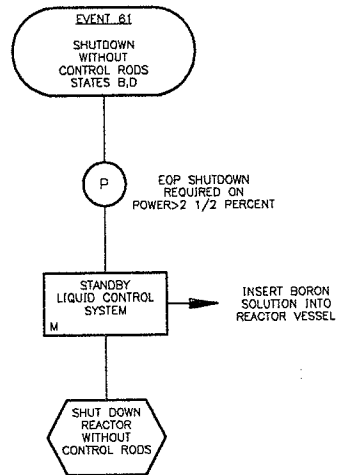 EVENT 61
SHUTDOWN
WITHOUT
CONTROL RODS
STATES B,D
P
EOP SHUTDOWN
REQUIRED ON
POWER>2 1/2 PERCENT
STANDBY
LIQUID CONTROL
SYSTEM
M
INSERT BORON
SOLUTION INTO
REACTOR VESSEL
SHUT DOWN
REACTOR
WITHOUT
CONTROL RODS